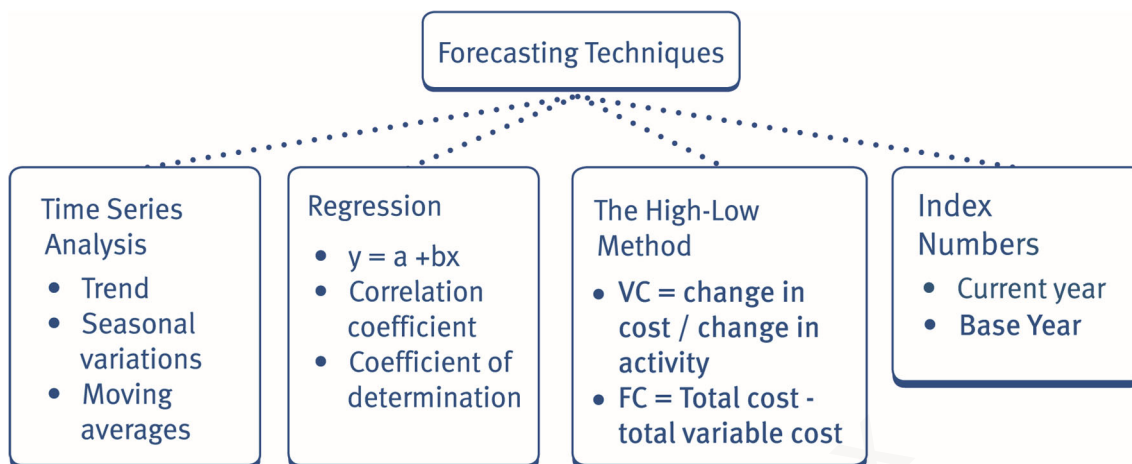 Forecasting Techniques
Time Series
Analysis
• Trend
• Seasonal
variations
• Moving
averages
Regression
• y = a +bx
• Correlation
coefficient
• Coefficient of
determination
The High-Low
Method
• VC = change in
cost / change in
activity
• FC = Total cost -
total variable cost
Index
Numbers
• Current year
• Base Year